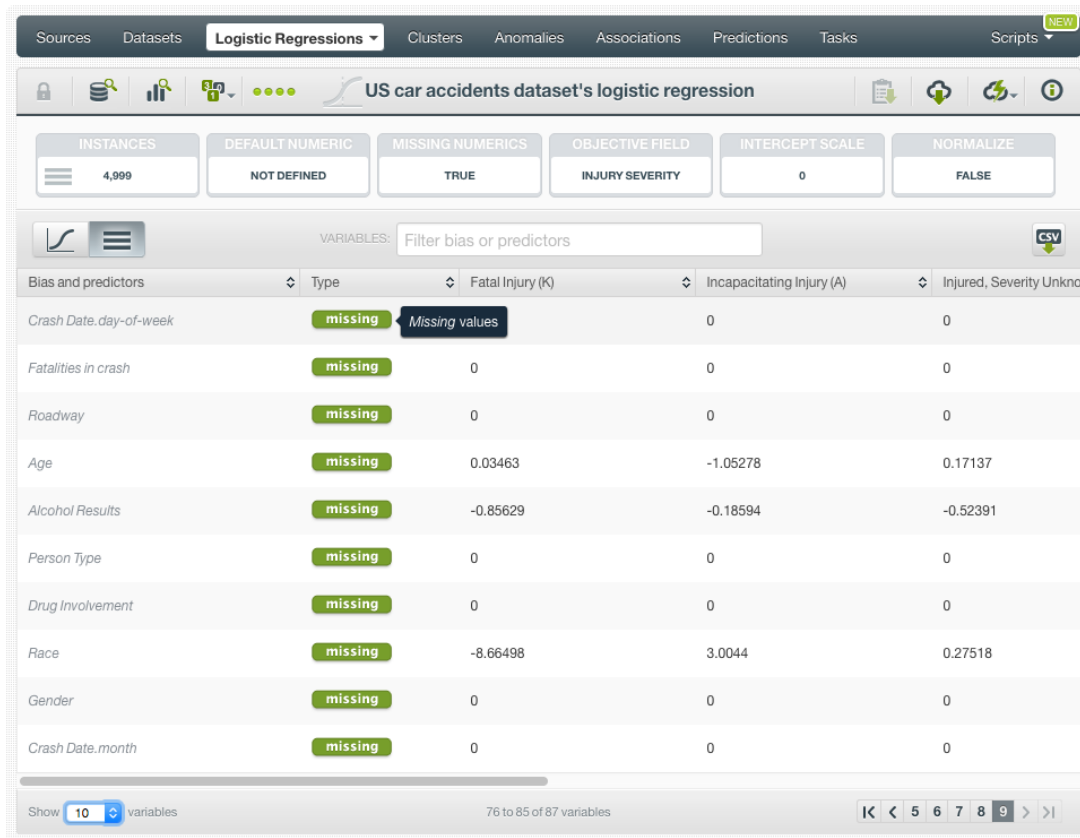 NEW
Sources Datasets Logistic Regressions Clusters Anomalies Associations Predictions Tasks Scripts
US car accidents dataset's logistic regression
INSTANCES DEFAULT NUMERIC MISSING NUMERICS OBJECTIVE FIELD INTERCEPT SCALE NORMALIZE
4,999 NOT DEFINED TRUE INJURY SEVERITY 0 FALSE
VARIABLES: Filter bias or predictors CSV
Bias and predictors Type Fatal Injury (K) Incapacitating Injury (A) Injured, Severity Unkno
Crash Date.day-of-week missing Missing values 0 0
Fatalities in crash missing 0 0 0
Roadway missing 0 0 0
Age missing 0.03463 -1.05278 0.17137
Alcohol Results missing -0.85629 -0.18594 -0.52391
Person Type missing 0 0 0
Drug Involvement missing 0 0 0
Race missing -8.66498 3.0044 0.27518
Gender missing 0 0 0
Crash Date.month missing 0 0 0
Show 10 variables 76 to 85 of 87 variables 5 6 7 8 9